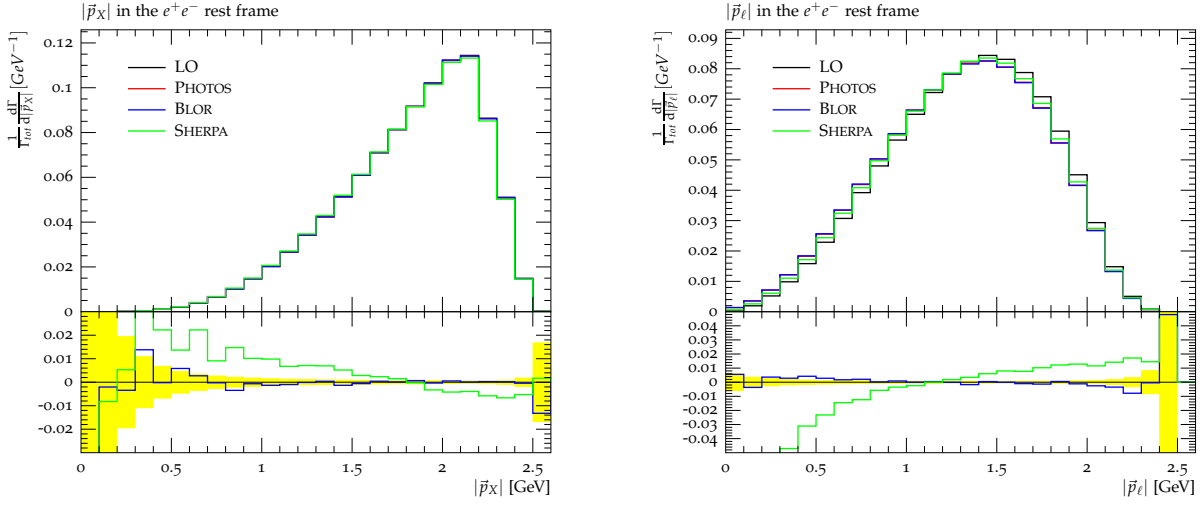 |p⃗_X| in the e⁺e⁻ rest frame
1/Γ_tot dΓ/d|p⃗_X| [GeV⁻¹]
0.12
0.1
0.08
0.06
0.04
0.02
0
LO
PHOTOS
BLOR
SHERPA
0.02
0.01
0
-0.01
-0.02
0 0.5 1 1.5 2 2.5
|p⃗_X| [GeV]
|p⃗_ℓ| in the e⁺e⁻ rest frame
1/Γ_tot dΓ/d|p⃗_ℓ| [GeV⁻¹]
0.09
0.08
0.07
0.06
0.05
0.04
0.03
0.02
0.01
0
LO
PHOTOS
BLOR
SHERPA
0.04
0.03
0.02
0.01
0
-0.01
-0.02
-0.03
-0.04
0 0.5 1 1.5 2 2.5
|p⃗_ℓ| [GeV]